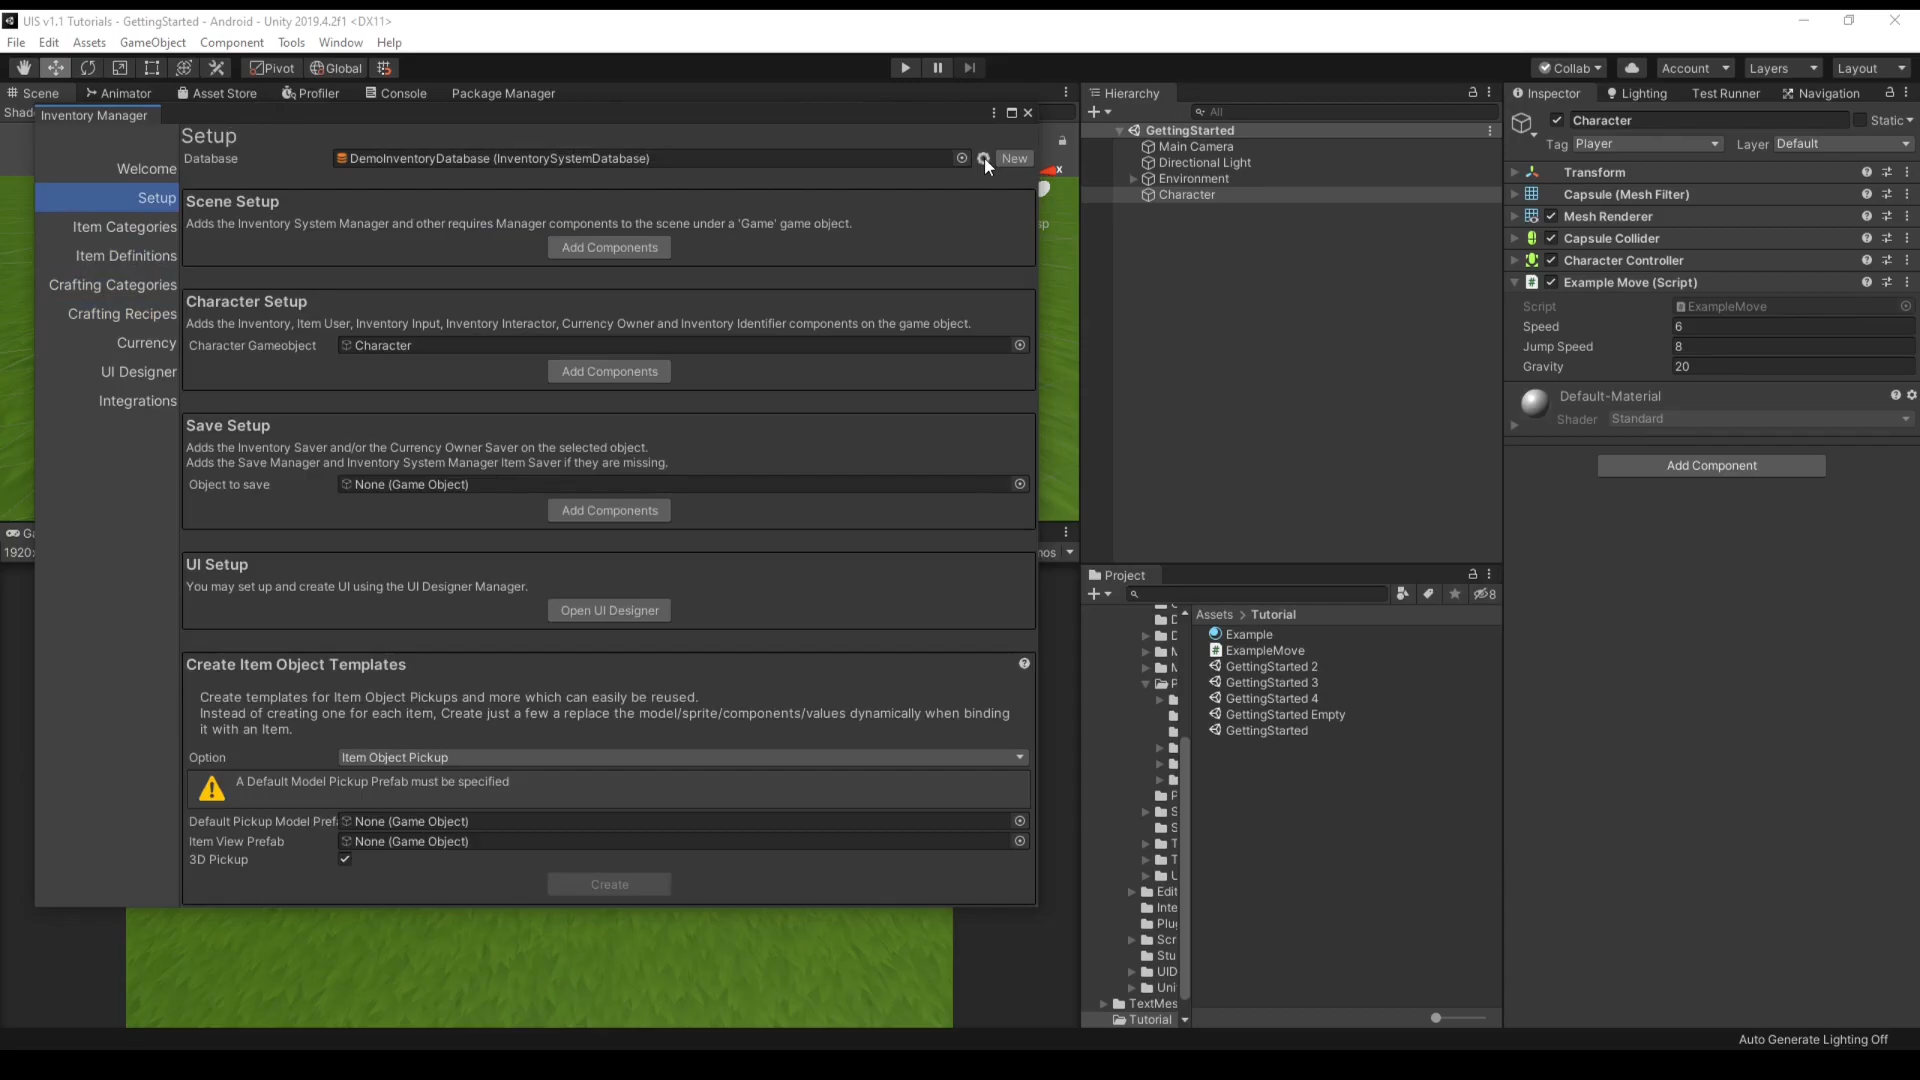 UIS v1.1 Tutorials - GettingStarted - Android - Unity 2019.4.2f1 <DX11>
File Edit Assets GameObject Component Tools Window Help
Pivot Global Collab Account Layers Layout
Scene Animator Asset Store Profiler Console Package Manager
Shad
Inventory Manager
Welcome
Setup
Item Categories
Item Definitions
Crafting Categories
Crafting Recipes
Currency
UI Designer
Integrations
Setup
Database DemoInventoryDatabase (InventorySystemDatabase) New
Scene Setup
Adds the Inventory System Manager and other requires Manager components to the scene under a 'Game' game object.
Add Components
Character Setup
Adds the Inventory, Item User, Inventory Input, Inventory Interactor, Currency Owner and Inventory Identifier components on the game object.
Character Gameobject Character
Add Components
Save Setup
Adds the Inventory Saver and/or the Currency Owner Saver on the selected object.
Adds the Save Manager and Inventory System Manager Item Saver if they are missing.
Object to save None (Game Object)
Add Components
UI Setup
You may set up and create UI using the UI Designer Manager.
Open UI Designer
Create Item Object Templates
Create templates for Item Object Pickups and more which can easily be reused.
Instead of creating one for each item, Create just a few a replace the model/sprite/components/values dynamically when binding
it with an Item.
Option Item Object Pickup
A Default Model Pickup Prefab must be specified
Default Pickup Model Prefa None (Game Object)
Item View Prefab None (Game Object)
3D Pickup
Create
x
sp
G
1920:
mos
Hierarchy
All
GettingStarted
Main Camera
Directional Light
Environment
Character
Project
8
Edit
Inte
Plug
Scr
Stu
UID
Uni
TextMes
Tutorial
Assets > Tutorial
Example
ExampleMove
GettingStarted 2
GettingStarted 3
GettingStarted 4
GettingStarted Empty
GettingStarted
Inspector Lighting Test Runner Navigation
Character Static
Tag Player Layer Default
Transform
Capsule (Mesh Filter)
Mesh Renderer
Capsule Collider
Character Controller
Example Move (Script)
Script ExampleMove
Speed 6
Jump Speed 8
Gravity 20
Default-Material
Shader Standard
Add Component
Auto Generate Lighting Off